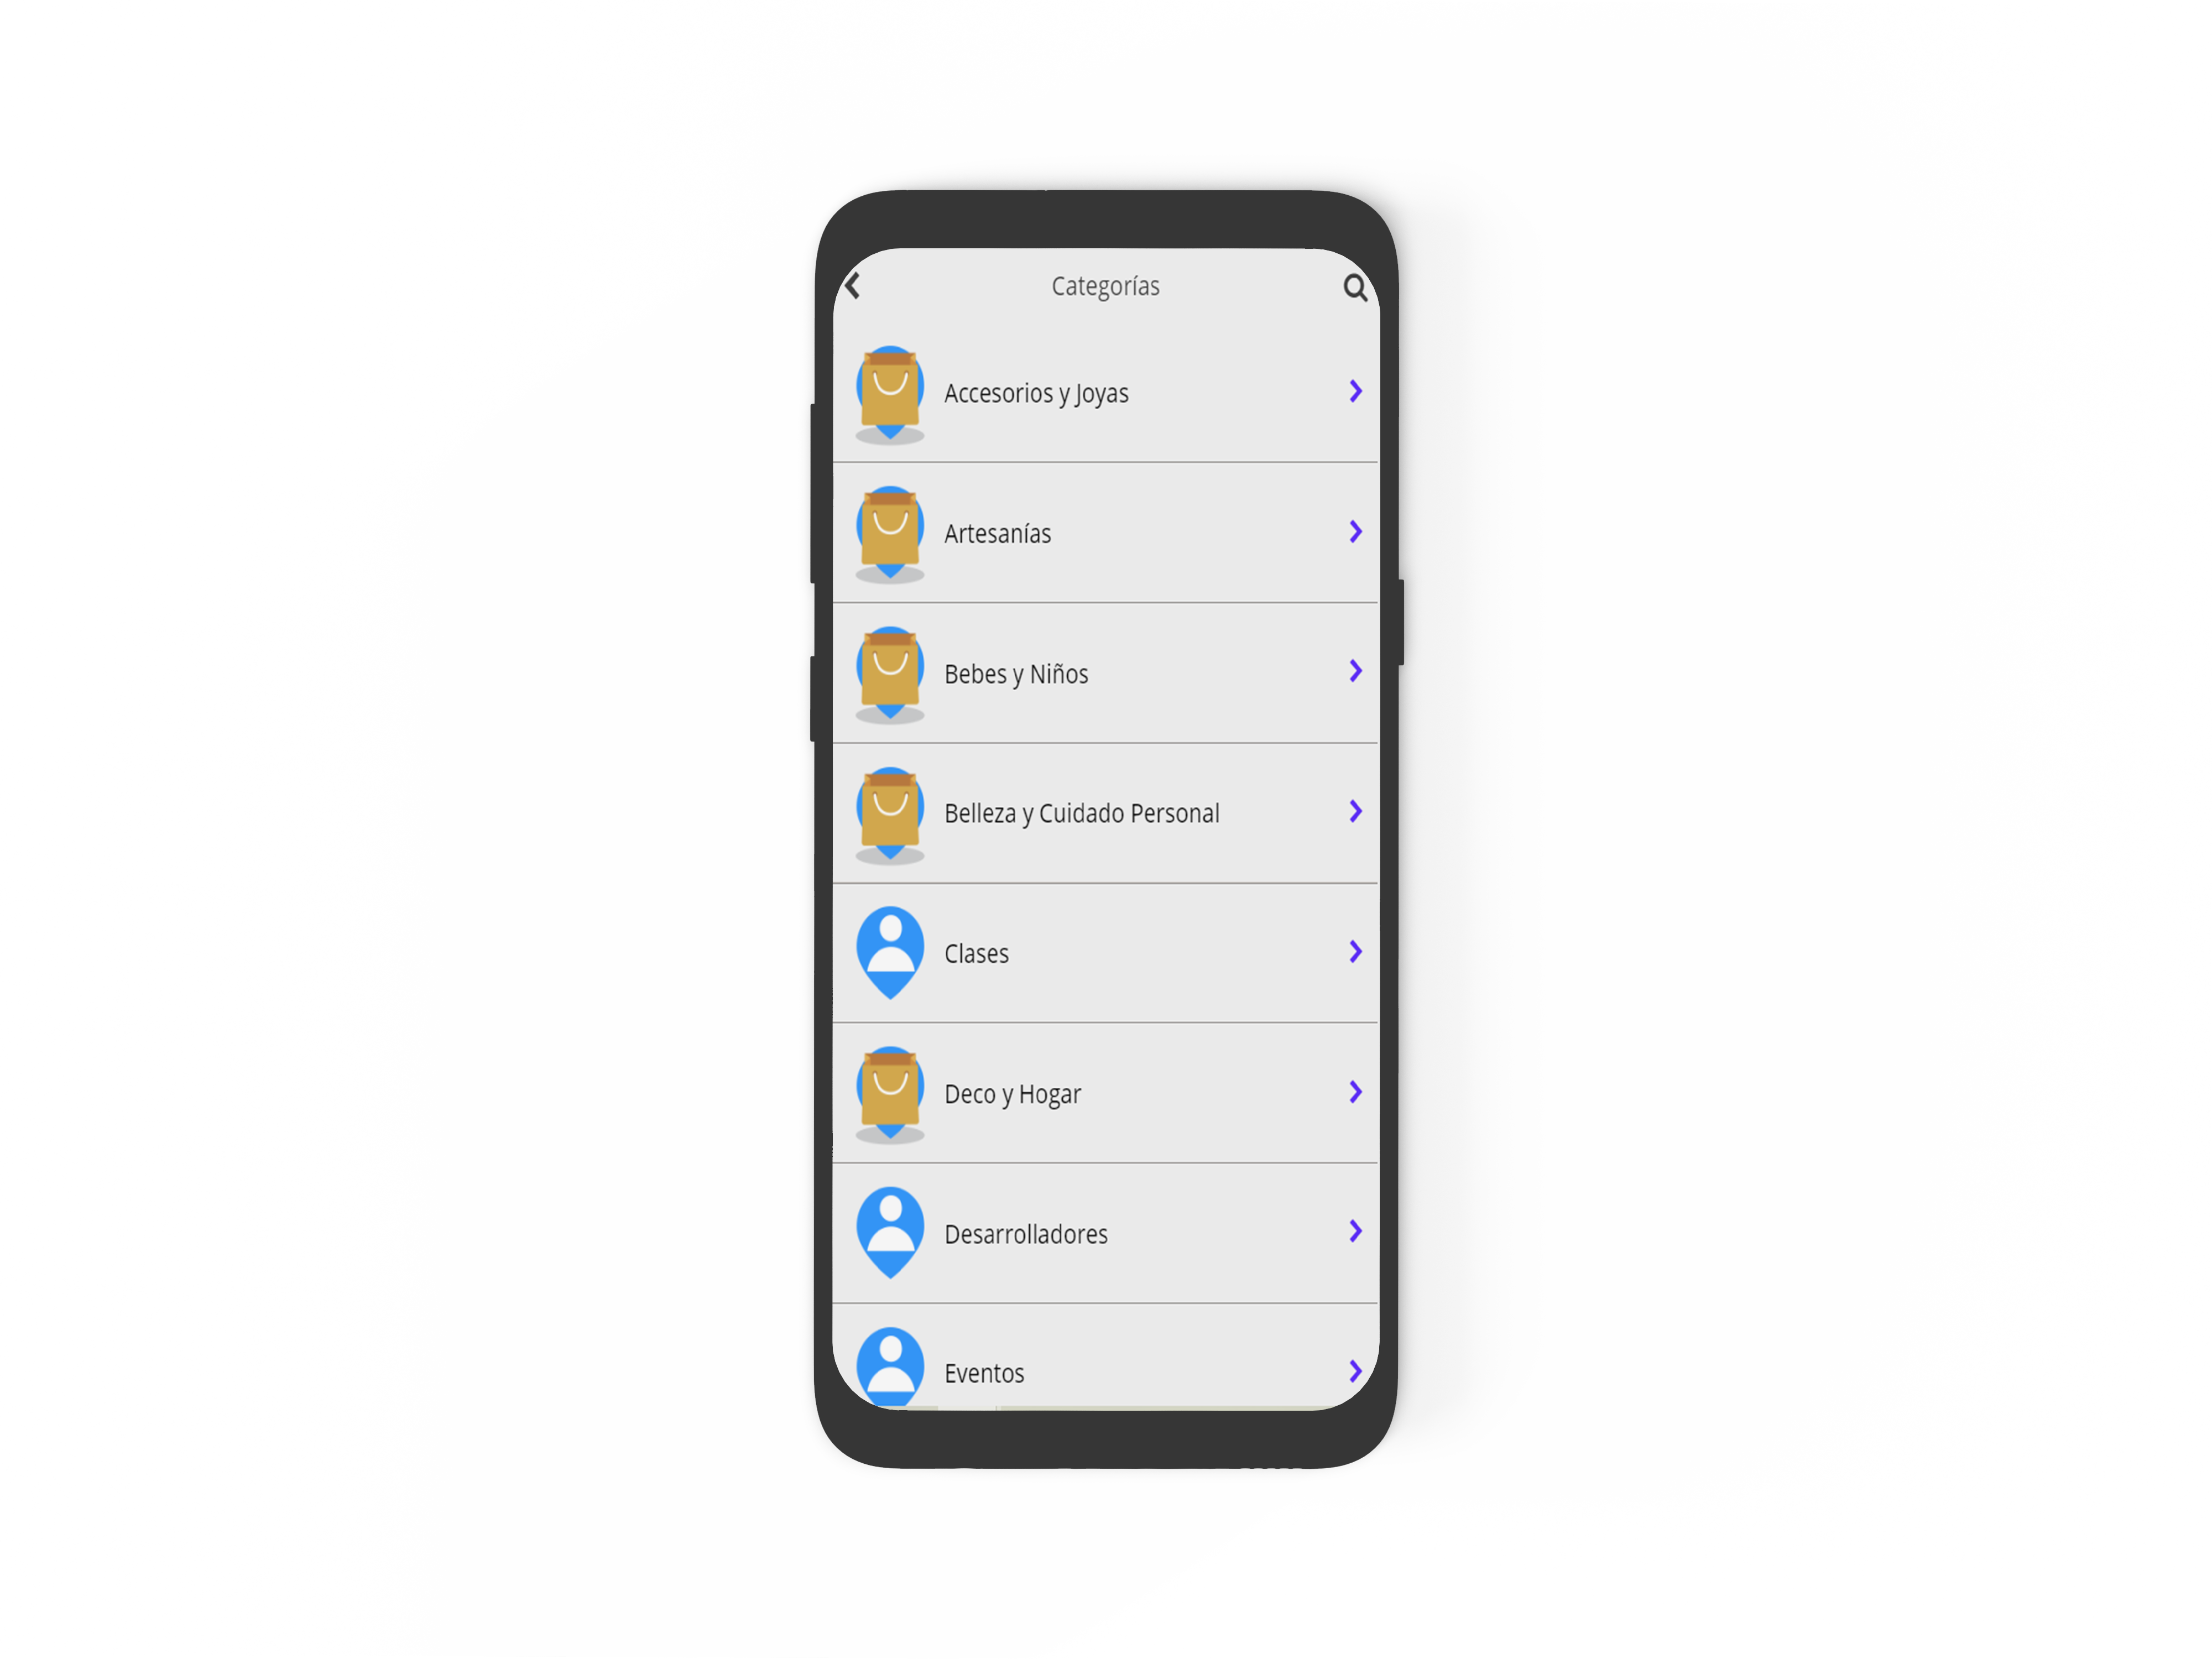 Categorías
Accesorios y Joyas
Artesanías
Bebes y Niños
Belleza y Cuidado Personal
Clases
Deco y Hogar
Desarrolladores
Eventos